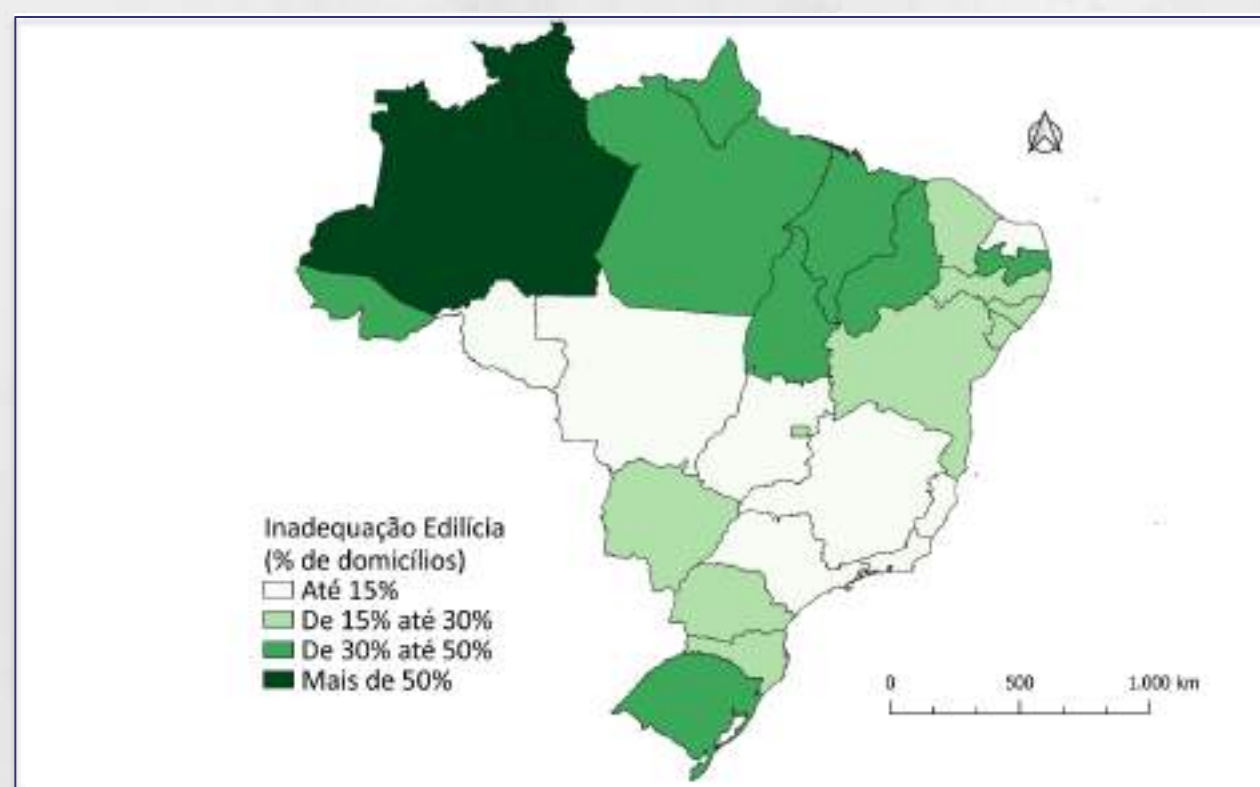 Inadequação Edilícia
(% de domicílios)
Até 15%
De 15% até 30%
De 30% até 50%
Mais de 50%
0 500 1.000 km